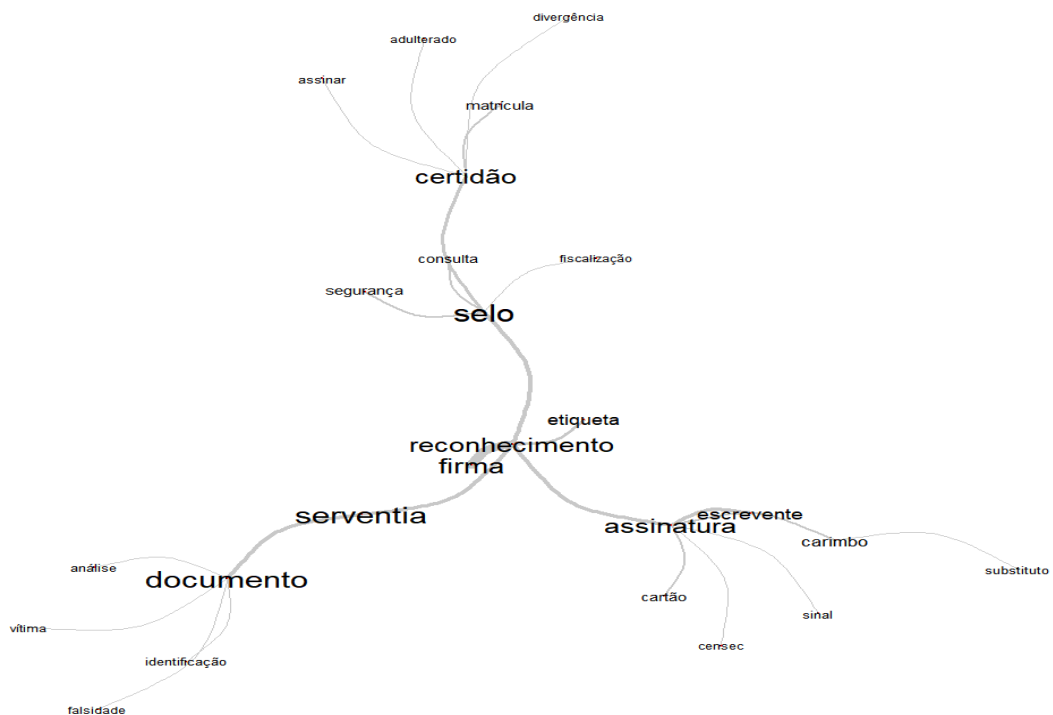 divergência
adulterado
assinar
matrícula
certidão
consulta
fiscalização
segurança
selo
etiqueta
reconhecimento
firma
serventia
escrevente
assinatura
carimbo
análise
substituto
documento
cartão
sinal
vítima
censec
identificação
falsidade